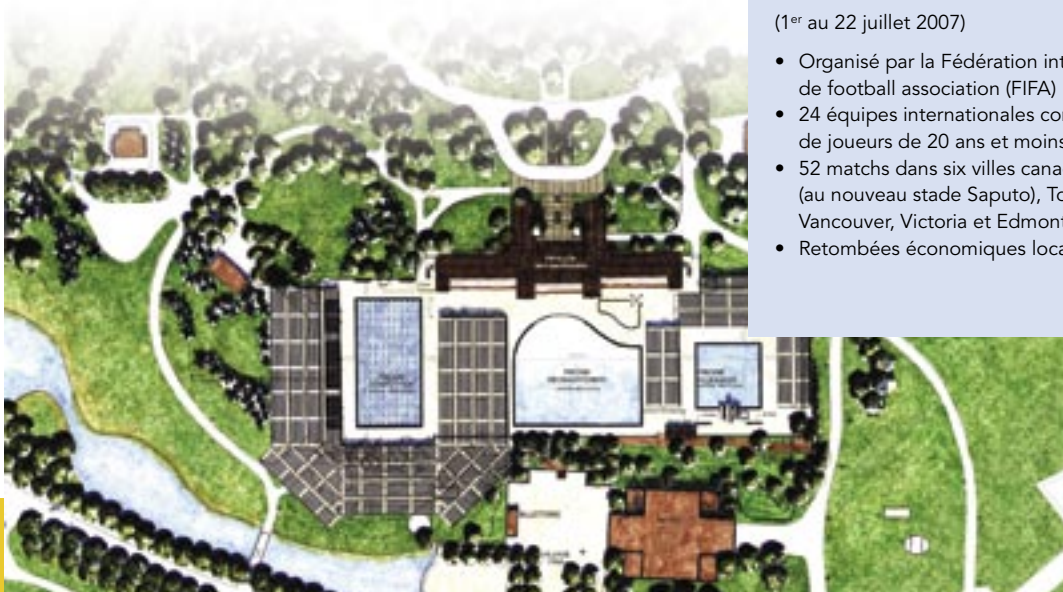 (1er au 22 juillet 2007)
• Organisé par la Fédération int
de football association (FIFA)
• 24 équipes internationales co
de joueurs de 20 ans et moins
• 52 matchs dans six villes cana
(au nouveau stade Saputo), To
Vancouver, Victoria et Edmon
• Retombées économiques loca